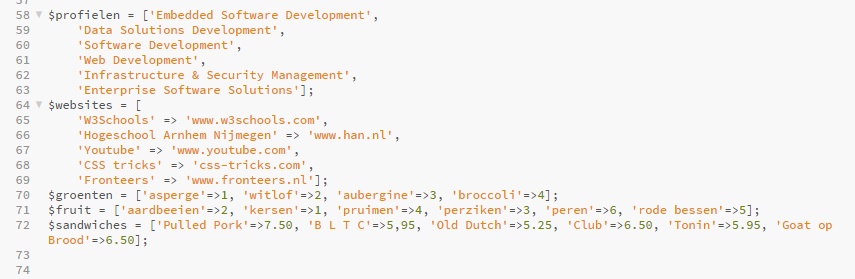 58 $profielen = ['Embedded Software Development',
59 'Data Solutions Development',
60 'Software Development',
61 'Web Development',
62 'Infrastructure & Security Management',
63 'Enterprise Software Solutions'];
64 $websites = [
65 'W3Schools' => 'www.w3schools.com',
66 'Hogeschool Arnhem Nijmegen' => 'www.han.nl',
67 'Youtube' => 'www.youtube.com',
68 'CSS tricks' => 'css-tricks.com',
69 'Fronteers' => 'www.fronteers.nl'];
70 $groenten = ['asperge'=>1, 'witlof'=>2, 'aubergine'=>3, 'broccoli'=>4];
71 $fruit = ['aardbeeien'=>2, 'kersen'=>1, 'pruimen'=>4, 'perziken'=>3, 'peren'=>6, 'rode bessen'=>5];
72 $sandwiches = ['Pulled Pork'=>7.50, 'B L T C'=>5,95, 'Old Dutch'=>5.25, 'Club'=>6.50, 'Tonin'=>5.95, 'Goat op
Brood'=>6.50];
73
74